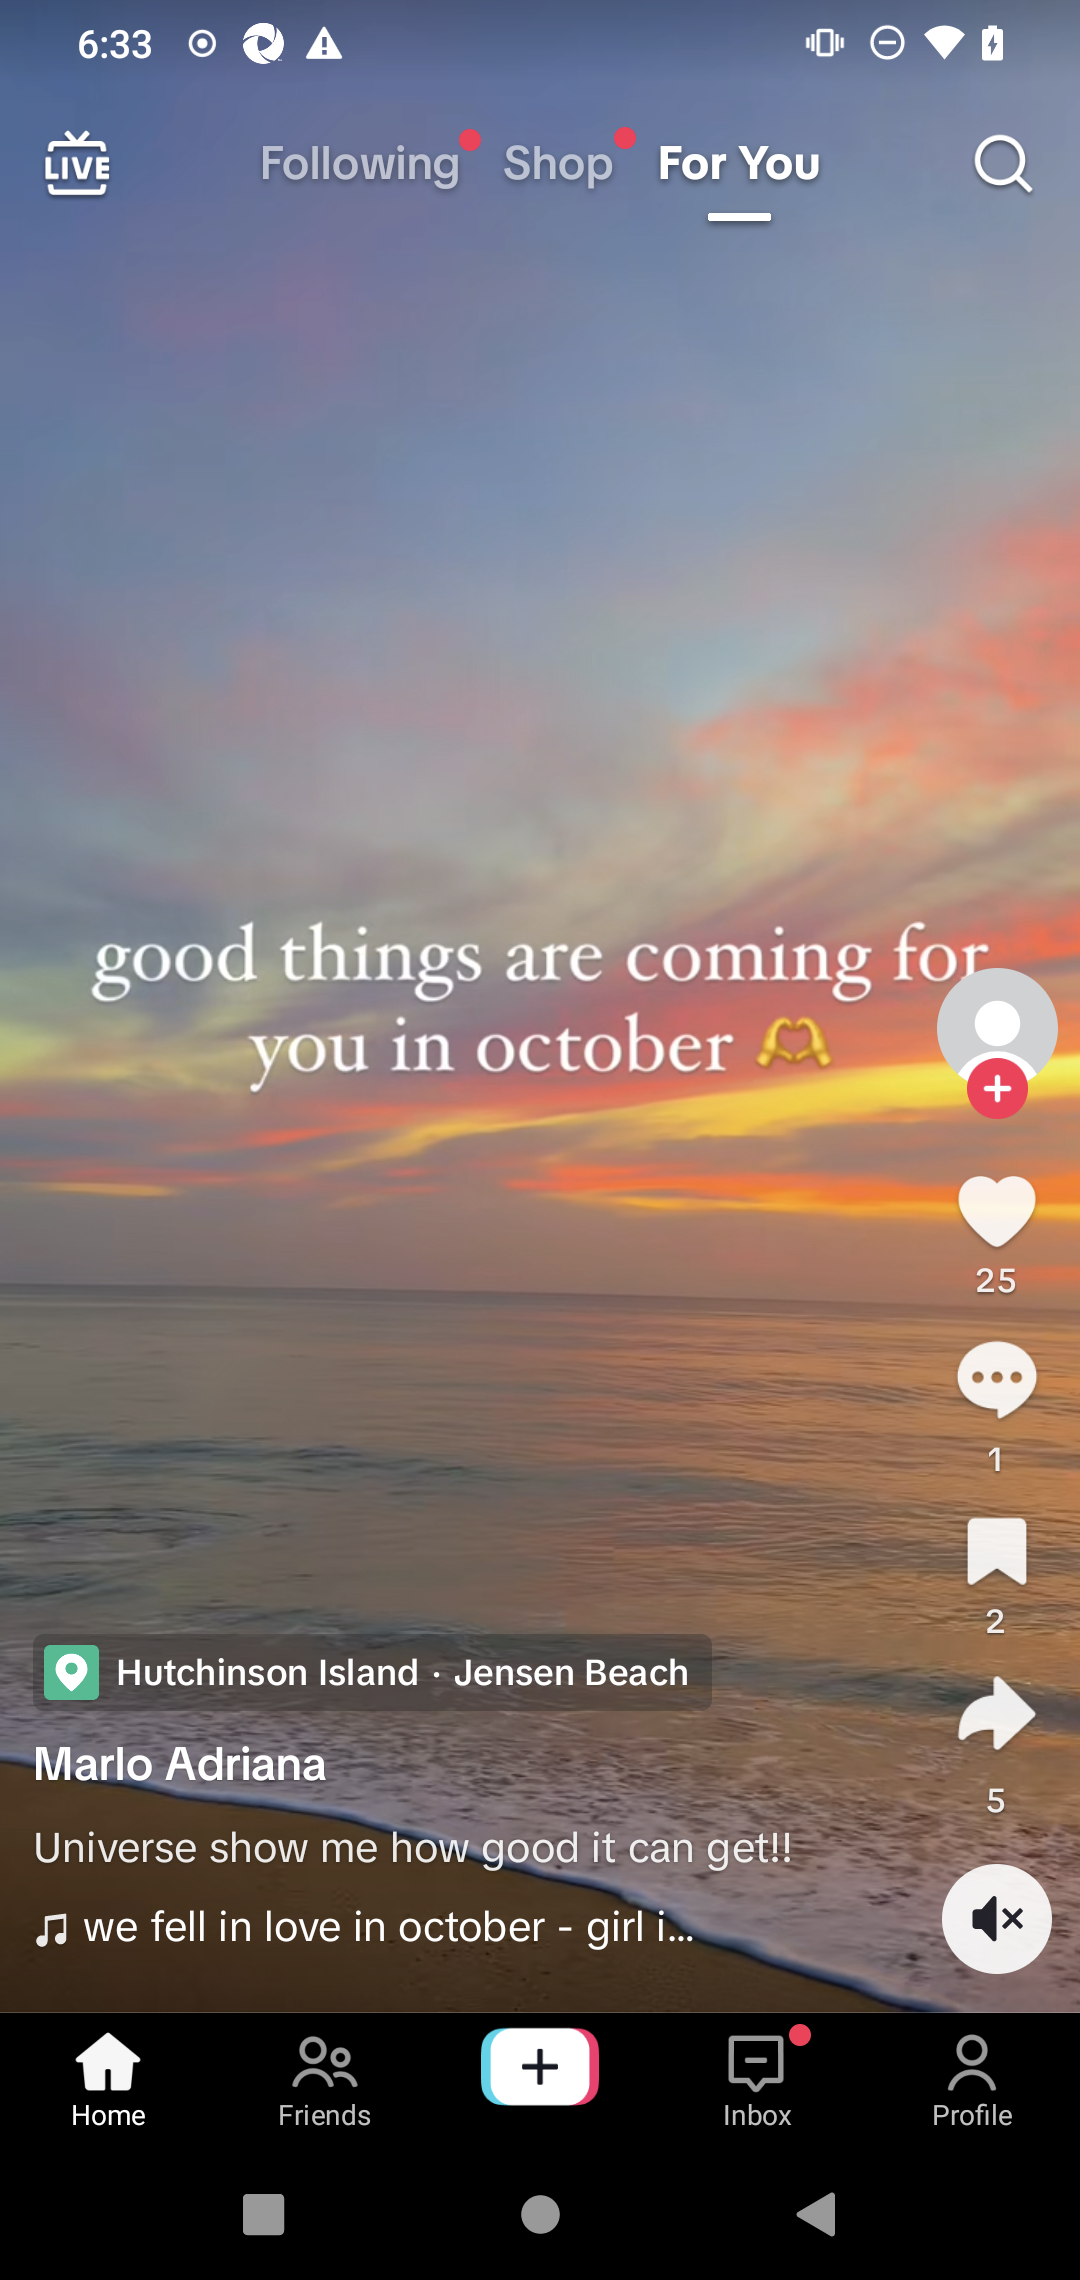 6:33
LIVE
Following Shop For You
good things are coming for
you in october 🫶
25
1
2
Hutchinson Island · Jensen Beach
5
Marlo Adriana
Universe show me how good it can get!!
we fell in love in october - girl i...
Home Friends Inbox Profile